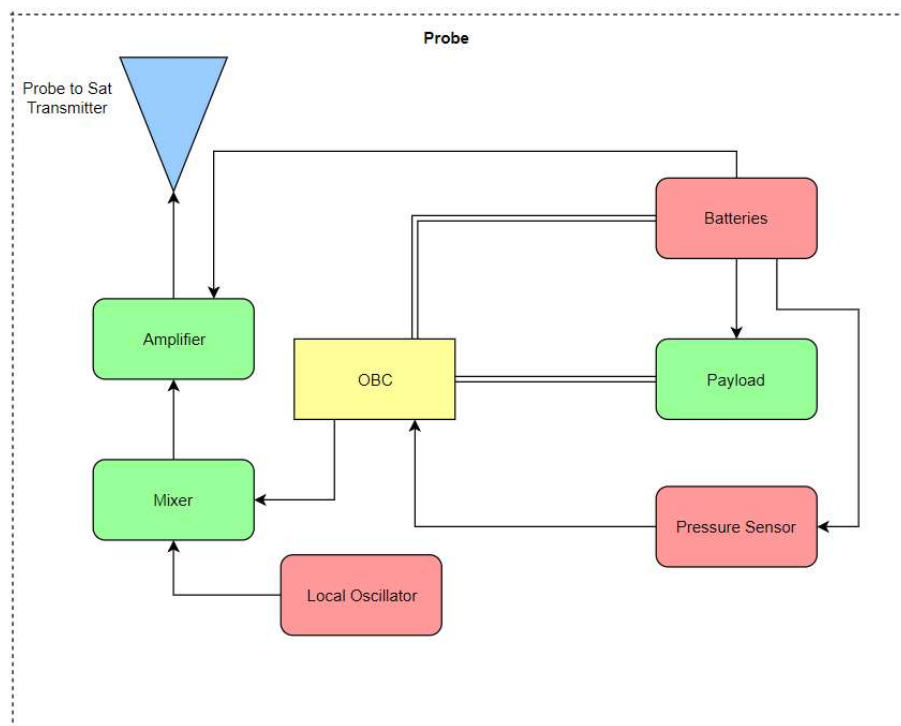 Probe
Probe to Sat
Transmitter
Batteries
Amplifier
OBC
Payload
Mixer
Pressure Sensor
Local Oscillator